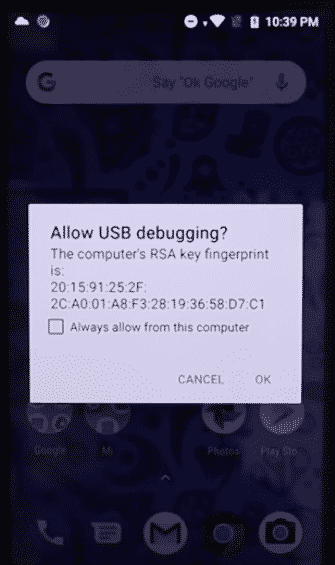 10:39 PM
G
Say "Ok Google"
Allow USB debugging?
The computer's RSA key fingerprint
is:
20:15:91:25:2F:
2C:A0:01:A8:F3:28:19:36:58:D7:C1
Always allow from this computer
CANCEL OK
Google Mi Photos Play Sto